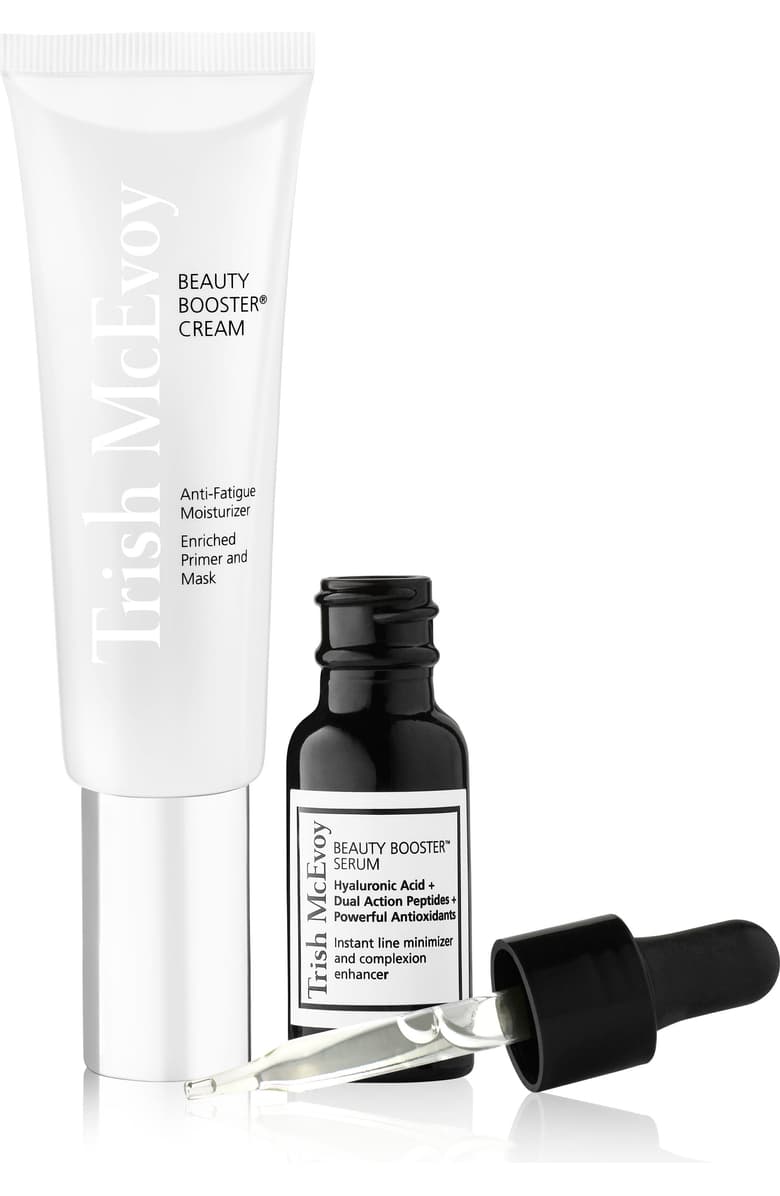 Trish McEvoy
BEAUTY
BOOSTER®
CREAM
Anti-Fatigue
Moisturizer
Enriched
Primer and
Mask
Trish McEvoy
BEAUTY BOOSTER™
SERUM
Hyaluronic Acid +
Dual Action Peptides +
Powerful Antioxidants
Instant line minimizer
and complexion
enhancer